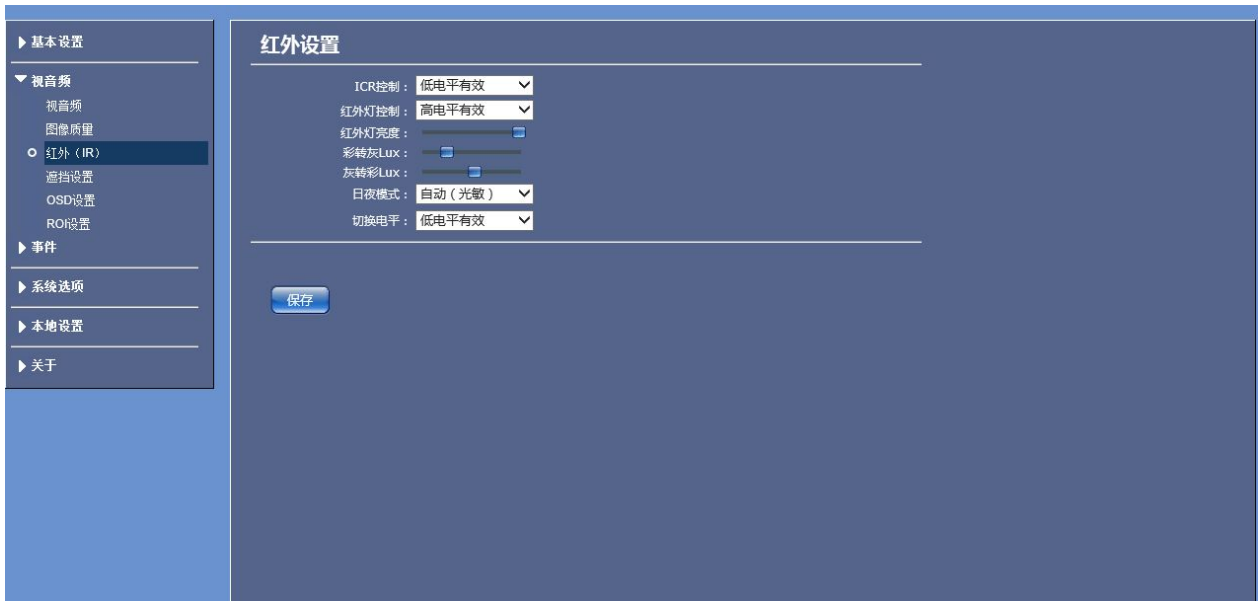 基本设置
视音频
视音频
图像质量
红外（IR）
遮挡设置
OSD设置
ROI设置
事件
系统选项
本地设置
关于
红外设置
ICR控制： 低电平有效
红外灯控制： 高电平有效
红外灯亮度：
彩转灰Lux：
灰转彩Lux：
日夜模式： 自动（光敏）
切换电平： 低电平有效
保存